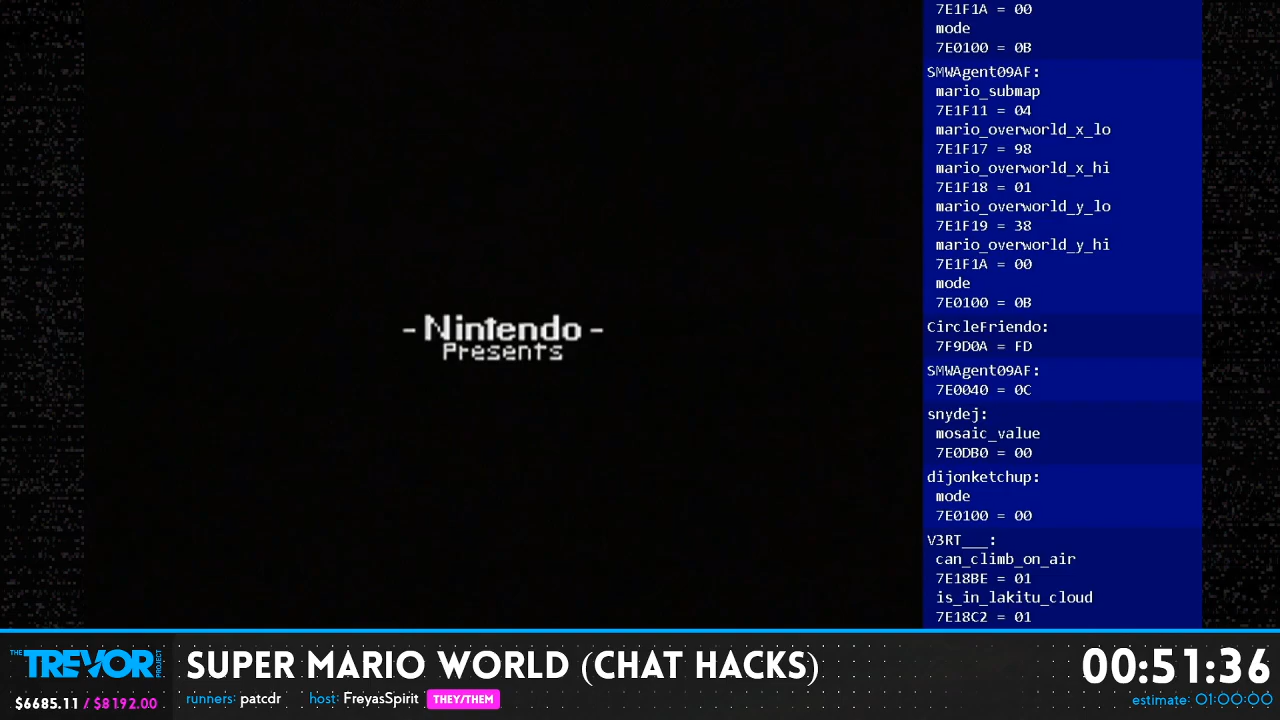 - Nintendo -
Presents
7E1F1A = 00
mode
7E0100 = 0B
SMWAgent09AF:
mario_submap
7E1F11 = 04
mario_overworld_x_lo
7E1F17 = 98
mario_overworld_x_hi
7E1F18 = 01
mario_overworld_y_lo
7E1F19 = 38
mario_overworld_y_hi
7E1F1A = 00
mode
7E0100 = 0B
CircleFriendo:
7F9D0A = FD
SMWAgent09AF:
7E0040 = 0C
snydej:
mosaic_value
7E0DB0 = 00
dijonketchup:
mode
7E0100 = 00
V3RT___:
can_climb_on_air
7E18BE = 01
is_in_lakitu_cloud
7E18C2 = 01
THE TREVOR PROJECT
$6685.11 / $8192.00
SUPER MARIO WORLD (CHAT HACKS)
runners: patcdr host: FreyasSpirit THEY/THEM
00:51:36
estimate: 01:00:00